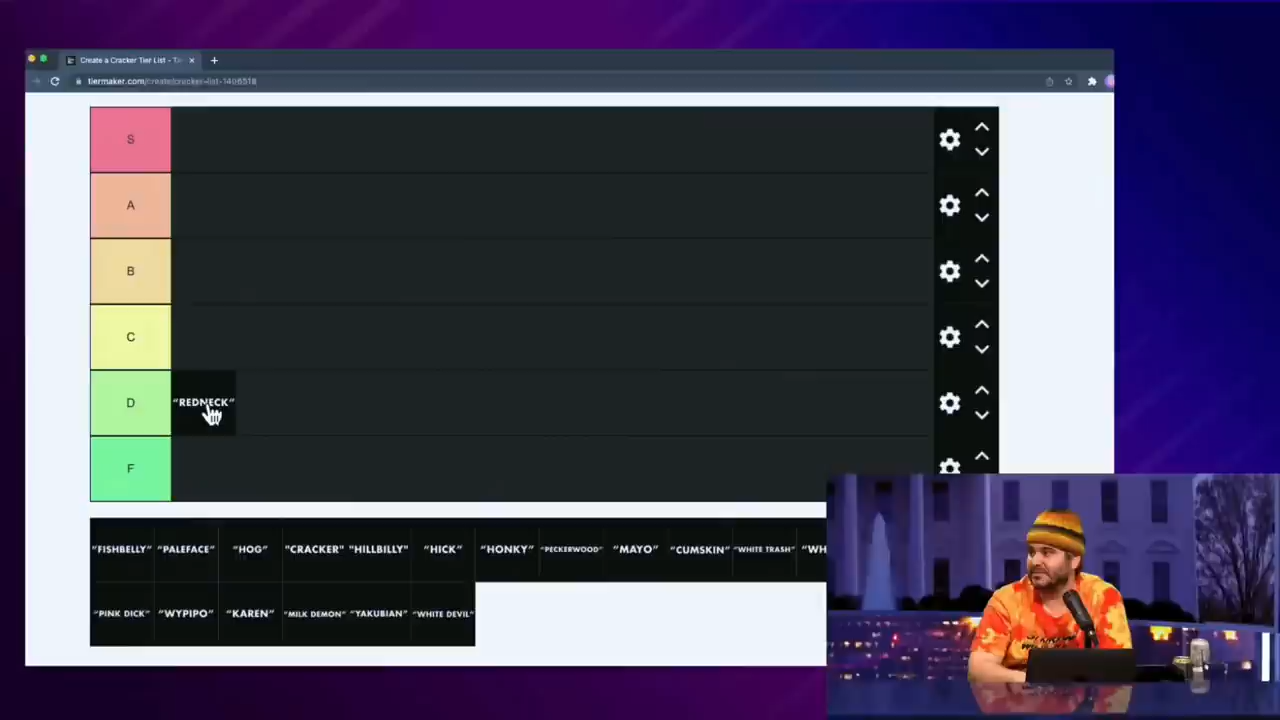 Create a Cracker Tier List - Ti
tiermaker.com/create/cracker-list-1406518
S
A
B
C
D
"REDNECK"
F
"FISHBELLY" "PALEFACE" "HOG" "CRACKER" "HILLBILLY" "HICK" "HONKY" "PECKERWOOD" "MAYO" "CUMSKIN" "WHITE TRASH" "WH
"PINK DICK" "WYPIPO" "KAREN" "MILK DEMON" "YAKUBIAN" "WHITE DEVIL"